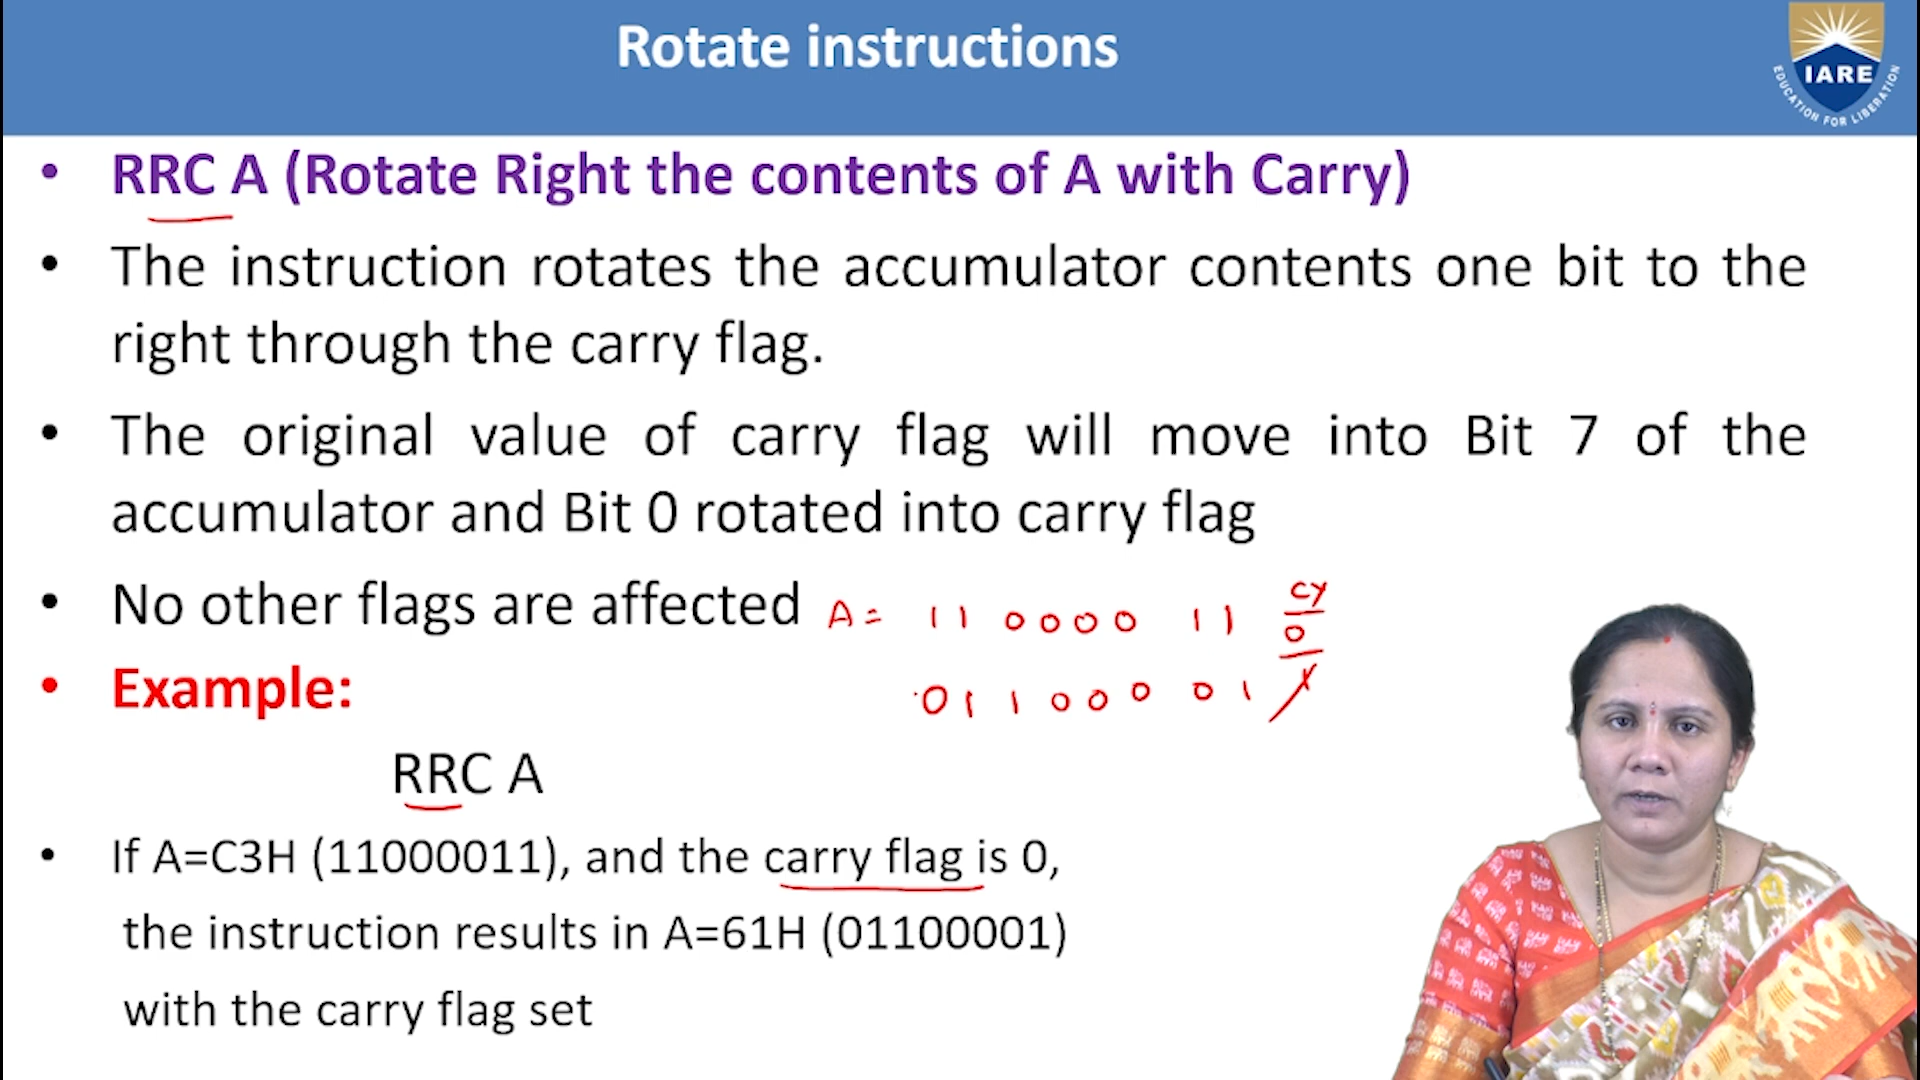 Rotate instructions
IARE
EDUCATION FOR LIBERATION
• RRC A (Rotate Right the contents of A with Carry)
• The instruction rotates the accumulator contents one bit to the
right through the carry flag.
• The original value of carry flag will move into Bit 7 of the
accumulator and Bit 0 rotated into carry flag
• No other flags are affected
A = 1 1 0 0 0 0 1 1 CY
0
0 1 1 0 0 0 0 1 1
• Example:
RRC A
• If A=C3H (11000011), and the carry flag is 0,
the instruction results in A=61H (01100001)
with the carry flag set